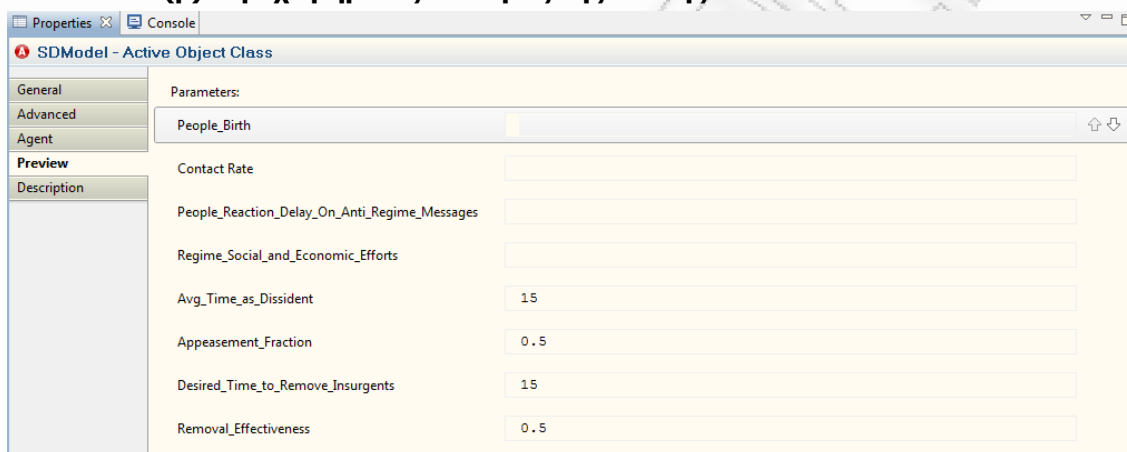 Properties Console
SDModel - Active Object Class
General
Advanced
Agent
Preview
Description
Parameters:
People_Birth
Contact Rate
People_Reaction_Delay_On_Anti_Regime_Messages
Regime_Social_and_Economic_Efforts
Avg_Time_as_Dissident 15
Appeasement_Fraction 0.5
Desired_Time_to_Remove_Insurgents 15
Removal_Effectiveness 0.5